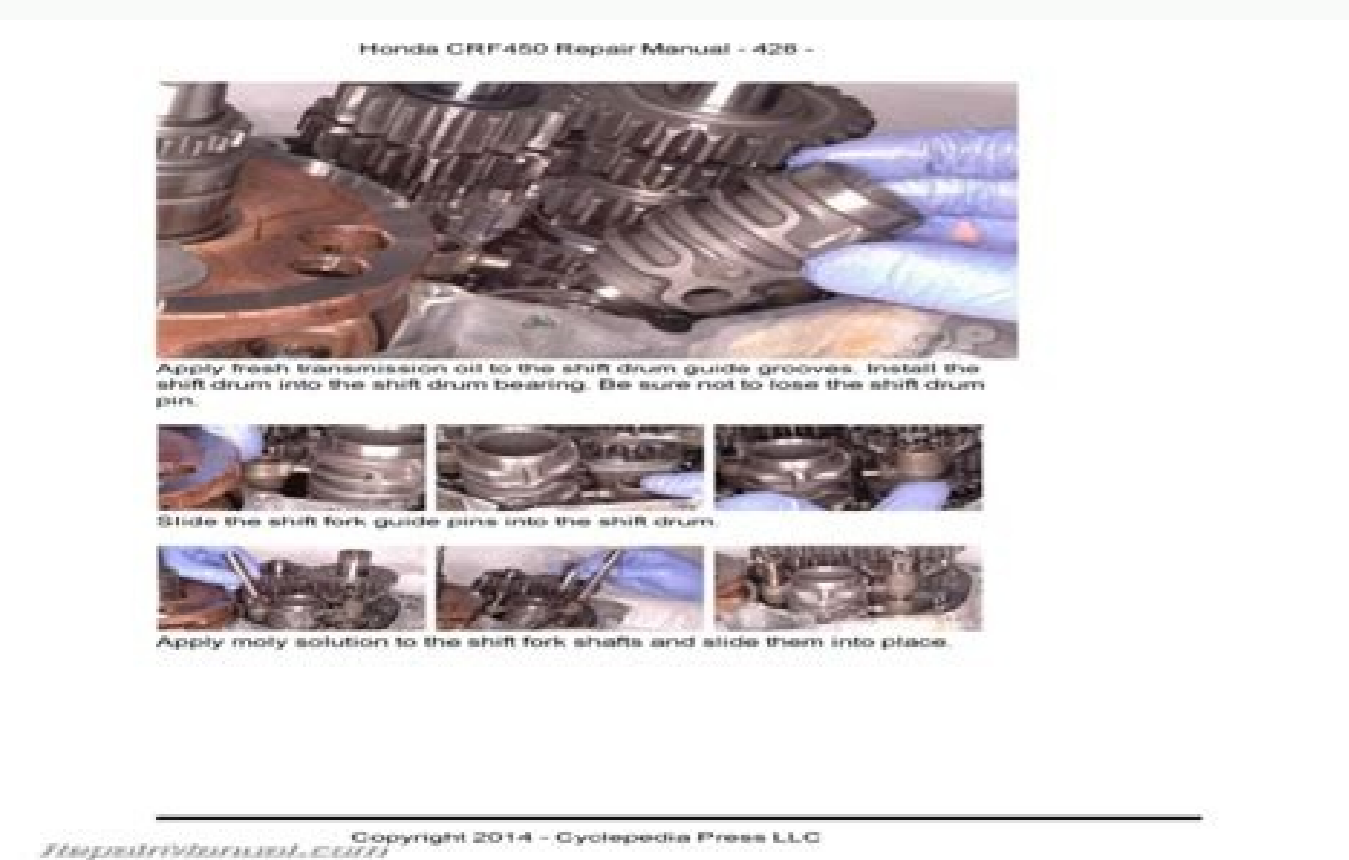 Honda CRF450 Repair Manual - 428 -
Apply fresh transmission oil to the shift drum guide grooves. Install the
shift drum into the shift drum bearing. Be sure not to lose the shift drum
pin.
Slide the shift fork guide pins into the shift drum.
Apply moly solution to the shift fork shafts and slide them into place.
Copyright 2014 - Cyclepedia Press LLC